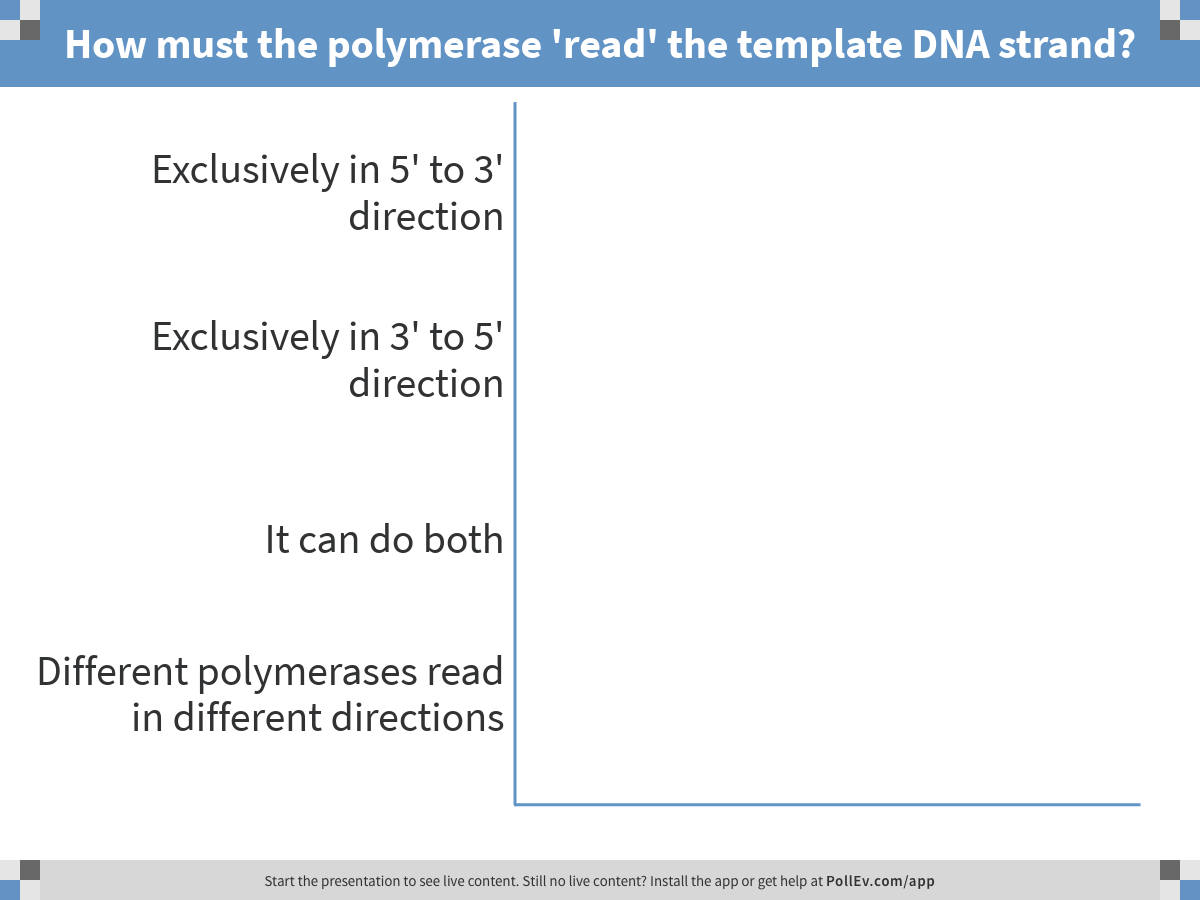 How must the polymerase 'read' the template DNA strand?
Exclusively in 5' to 3'
direction
Exclusively in 3' to 5'
direction
It can do both
Different polymerases read
in different directions
Start the presentation to see live content. Still no live content? Install the app or get help at PollEv.com/app